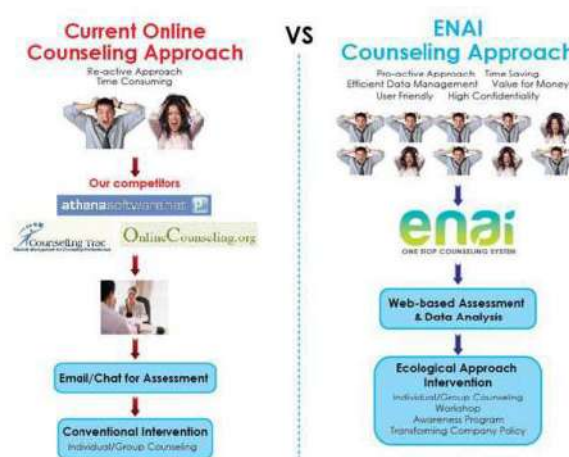 Current Online
Counseling Approach
Re-active Approach
Time Consuming
Our competitors
athenasoftware.net
Counselling Trac
OnlineCounseling.org
Email/Chat for Assessment
Conventional Intervention
Individual/Group Counseling
VS
ENAI
Counseling Approach
Pro-active Approach Time Saving
Efficient Data Management Value for Money
User Friendly High Confidentiality
enai
ONE STOP COUNSELING SYSTEM
Web-based Assessment
& Data Analysis
Ecological Approach
Intervention
Individual/Group Counseling
Workshop
Awareness Program
Transforming Company Policy